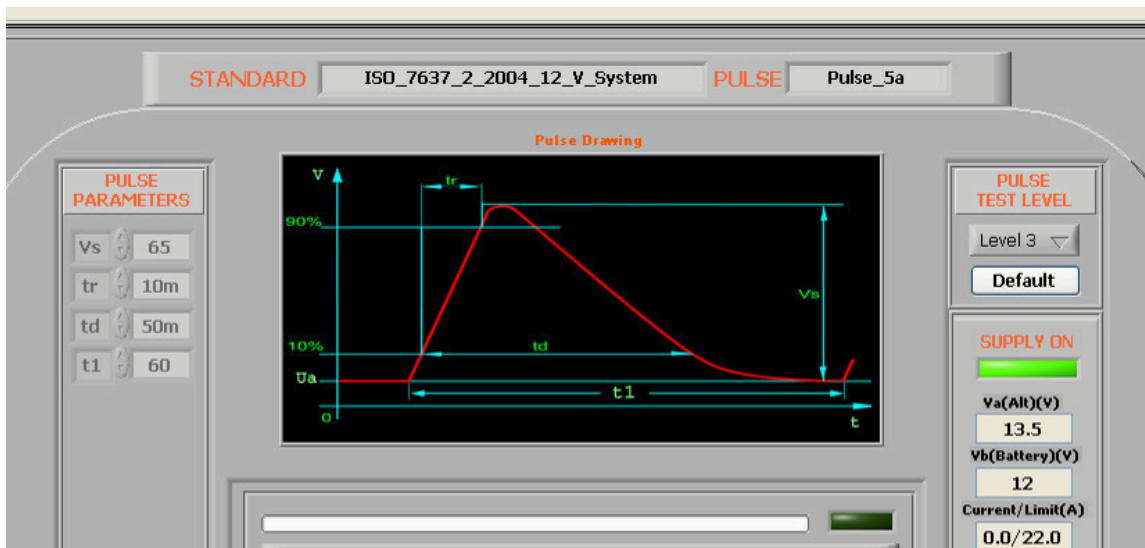 STANDARD ISO_7637_2_2004_12_V_System PULSE Pulse_5a
Pulse Drawing
PULSE
PARAMETERS
Vs 65
tr 10m
td 50m
t1 60
V
tr
90%
Vs
10%
td
Ua
t1
0
t
PULSE
TEST LEVEL
Level 3
Default
SUPPLY ON
Va(Alt)(V)
13.5
Vb(Battery)(V)
12
Current/Limit(A)
0.0/22.0